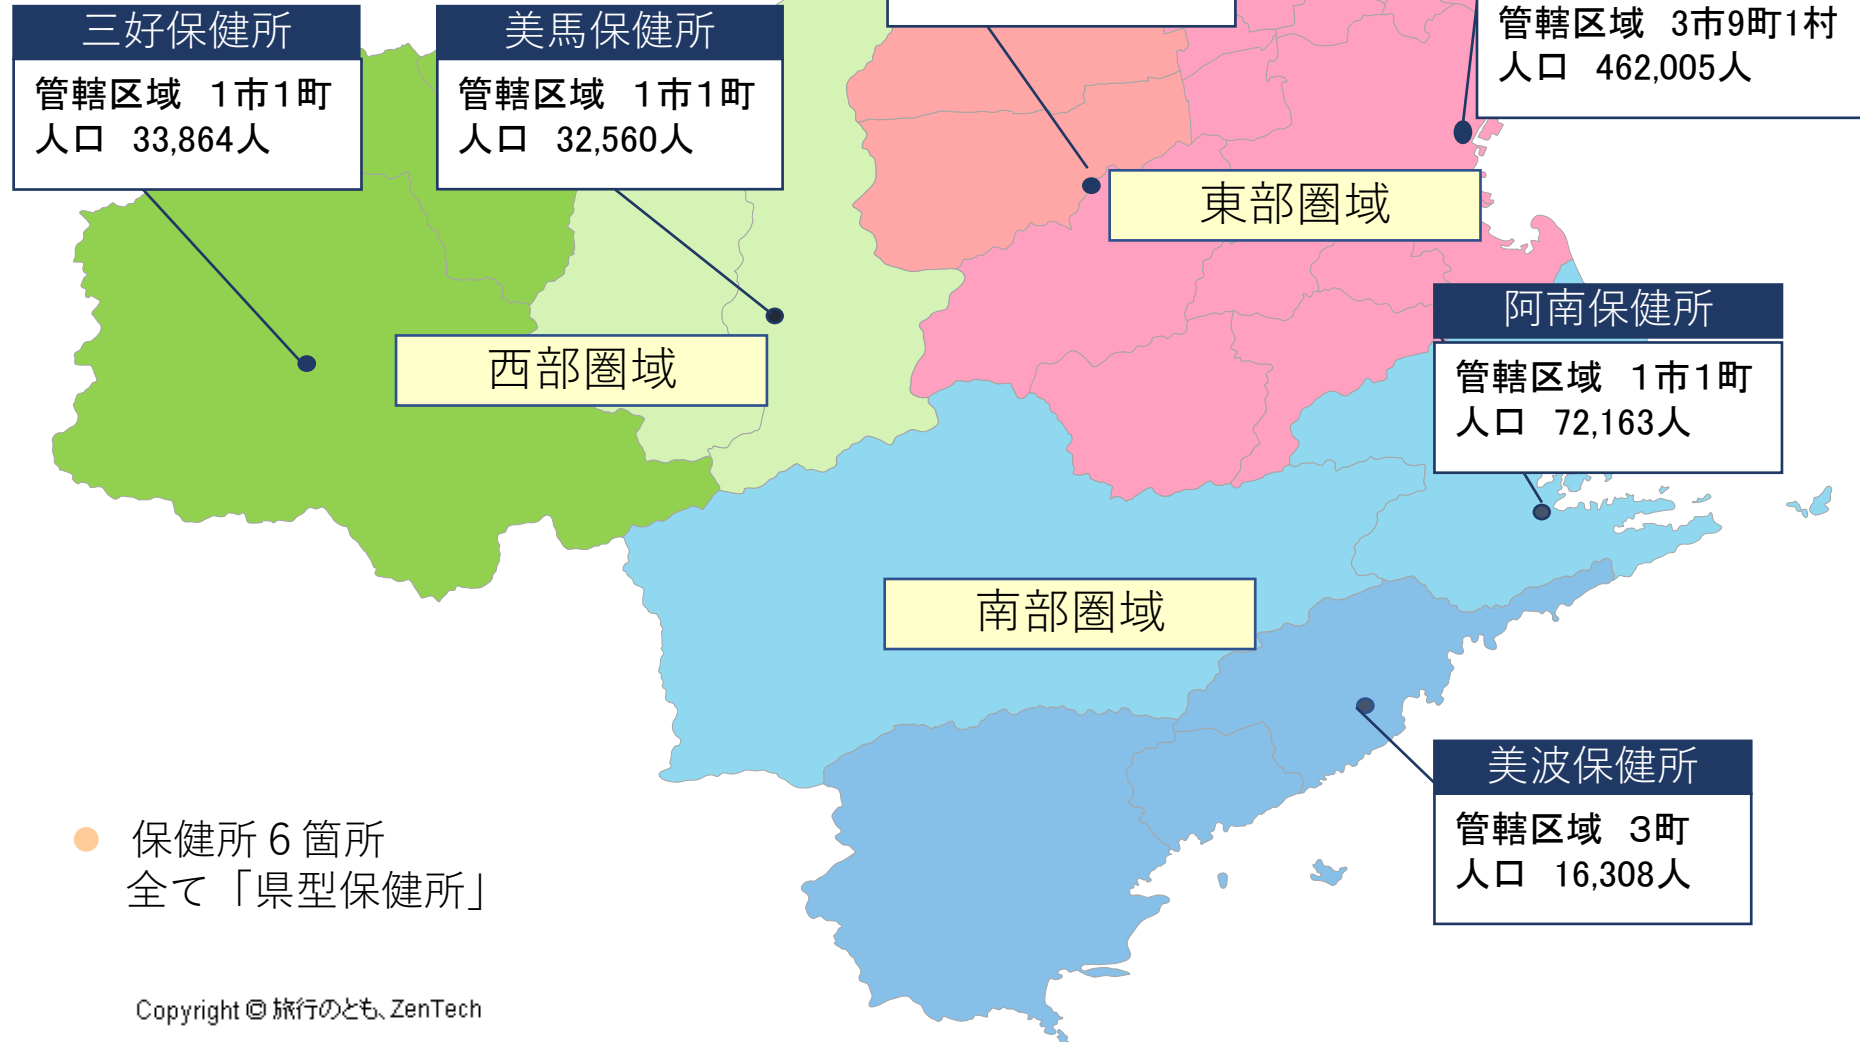 三好保健所
管轄区域　1市1町
人口　33,864人
美馬保健所
管轄区域　1市1町
人口　32,560人
管轄区域　3市9町1村
人口　462,005人
東部圏域
西部圏域
阿南保健所
管轄区域　1市1町
人口　72,163人
南部圏域
美波保健所
管轄区域　3町
人口　16,308人
保健所６箇所
全て「県型保健所」
Copyright © 旅行のとも、ZenTech